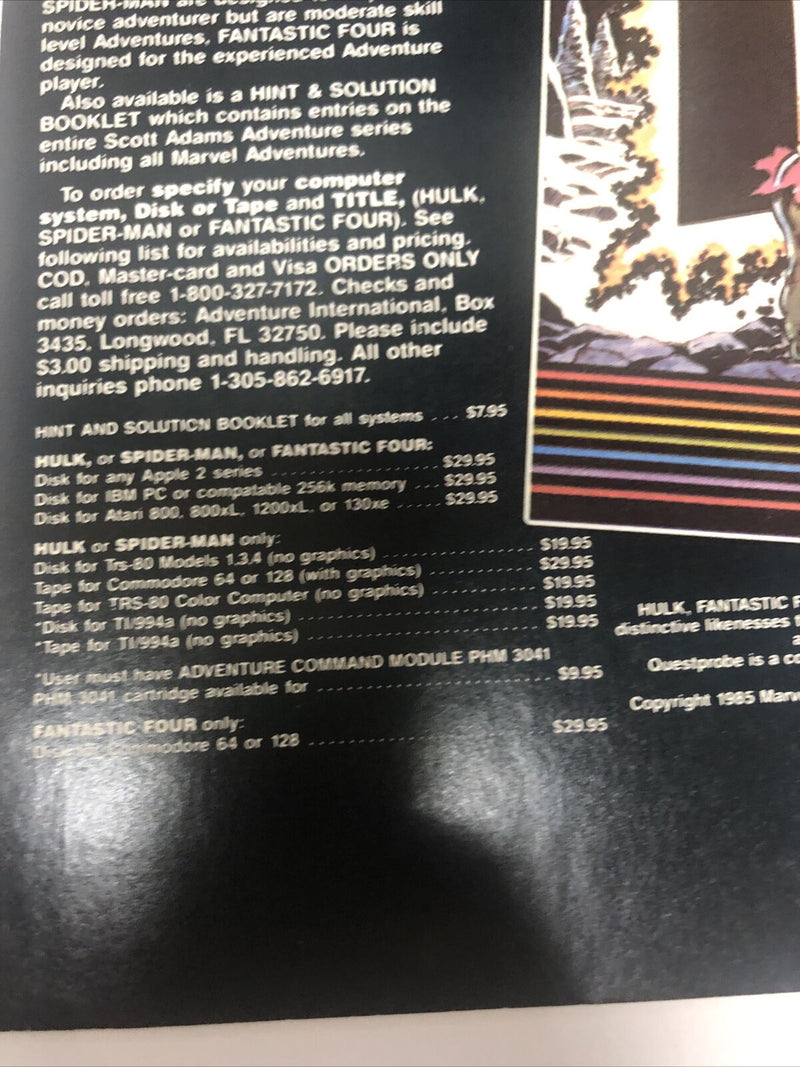 SPIDER-MAN are designed
novice adventurer but are moderate skill
level Adventures, FANTASTIC FOUR is
designed for the experienced Adventure
player.
Also available is a HINT & SOLUTION
BOOKLET which contains entries on the
entire Scott Adams Adventure series
including all Marvel Adventures.
To order specify your computer
system, Disk or Tape and TITLE, (HULK,
SPIDER-MAN or FANTASTIC FOUR). See
following list for availabilities and pricing.
COD, Master-card and Visa ORDERS ONLY
call toll free 1-800-327-7172. Checks and
money orders: Adventure International, Box
3435, Longwood, FL 32750. Please include
$3.00 shipping and handling. All other
inquiries phone 1-305-862-6917.
HINT AND SOLUTION BOOKLET for all systems .... $7.95
HULK, or SPIDER-MAN, or FANTASTIC FOUR:
Disk for any Apple 2 series .................... $29.95
Disk for IBM PC or compatable 256k memory ... $29.95
Disk for Atari 800, 800xL, 1200xL, or 130xe ...... $29.95
HULK or SPIDER-MAN only:
Disk for Trs-80 Models 1,3,4 (no graphics) .................. $19.95
Tape for Commodore 64 or 128 (with graphics) ............. $29.95
Tape for TRS-80 Color Computer (no graphics) ............. $19.95
*Disk for TI/994a (no graphics) ............................. $19.95
*Tape for TI/994a (no graphics) ............................. $19.95
*User must have ADVENTURE COMMAND MODULE PHM 3041
PHM 3041 cartridge available for ............................ $9.95
FANTASTIC FOUR only:
Disk for Commodore 64 or 128 ............................ $29.95
HULK, FANTASTIC
distinctive likenesses
Questprobe is a
Copyright 1985